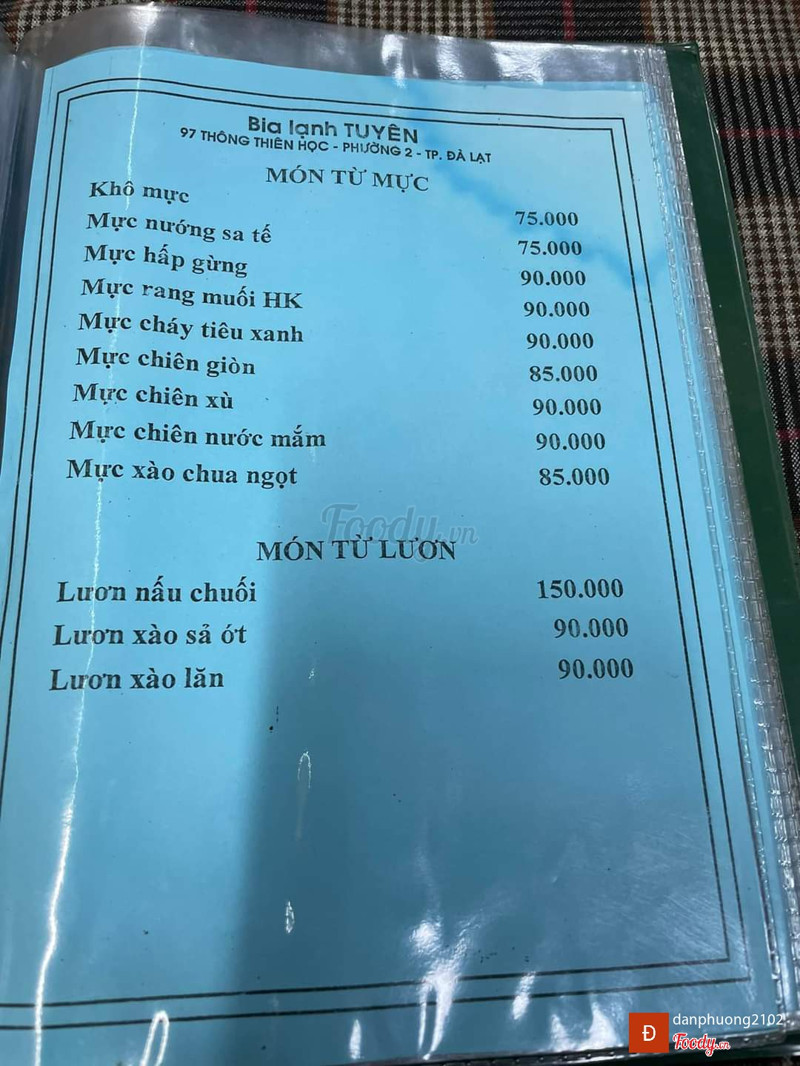 Bia lạnh TUYÊN
97 THÔNG THIÊN HỌC - PHƯỜNG 2 - TP. ĐÀ LẠT
MÓN TỪ MỰC
Khô mực 75.000
Mực nướng sa tế 75.000
Mực hấp gừng 90.000
Mực rang muối HK 90.000
Mực cháy tiêu xanh 90.000
Mực chiên giòn 85.000
Mực chiên xù 90.000
Mực chiên nước mắm 90.000
Mực xào chua ngọt 85.000
Foody.vn
MÓN TỪ LƯƠN
Lươn nấu chuối 150.000
Lươn xào sả ớt 90.000
Lươn xào lăn 90.000
Đ danphuong2102
Foody.vn